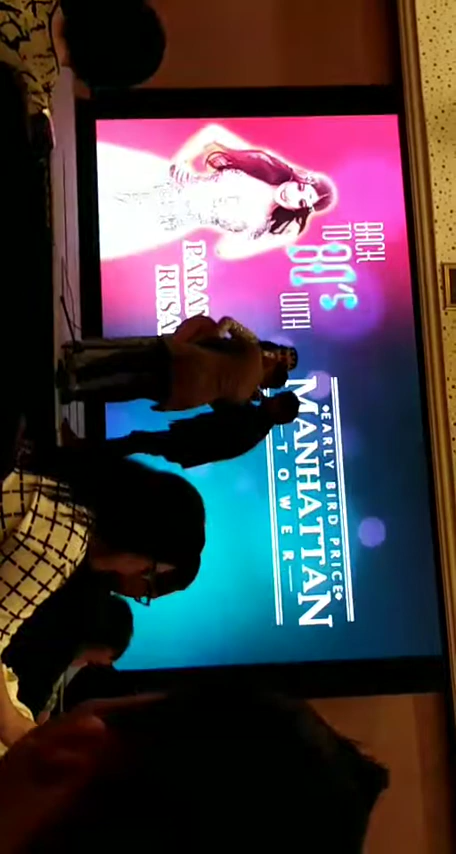 BACK
TO 80'S
WITH
◆EARLY BIRD PRICE◆
MANHATTAN
TOWER